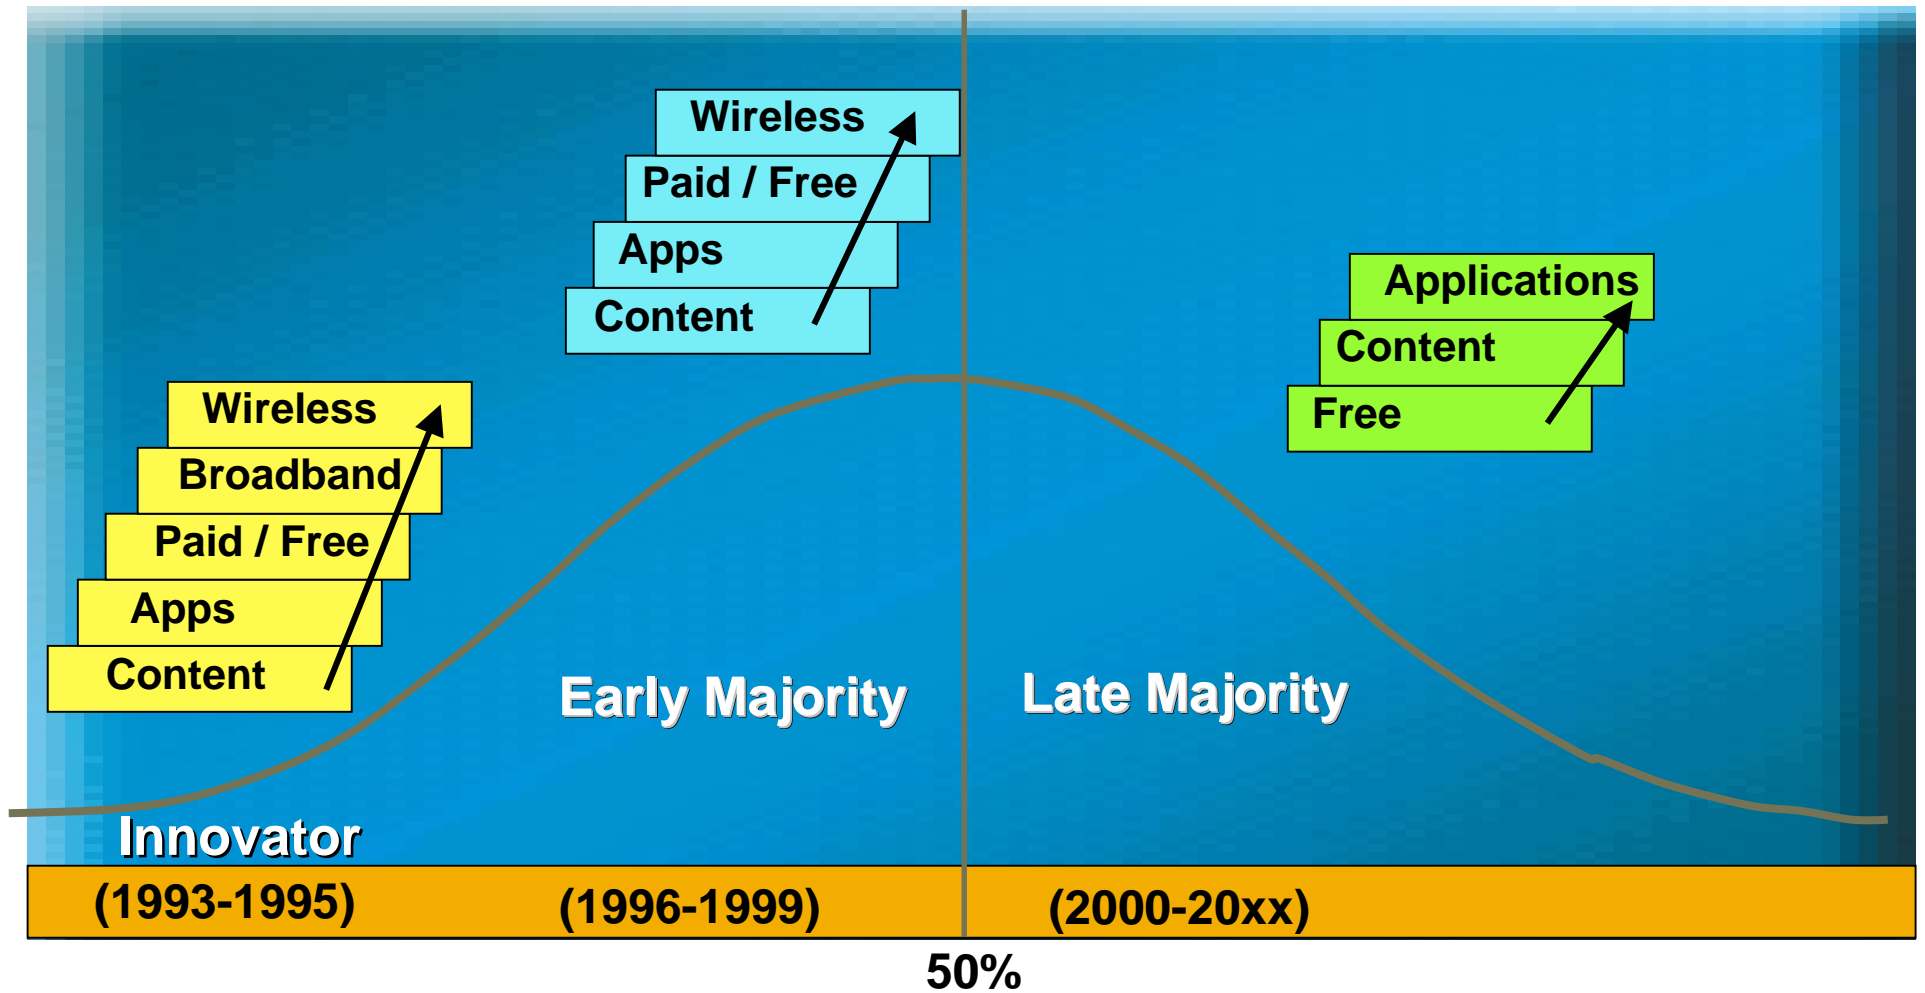 Wireless
Paid / Free
Apps
Content
Applications
Content
Free
Wireless
Broadband
Paid / Free
Apps
Content
Early Majority
Late Majority
Innovator
(1993-1995)
(1996-1999)
(2000-20xx)
50%